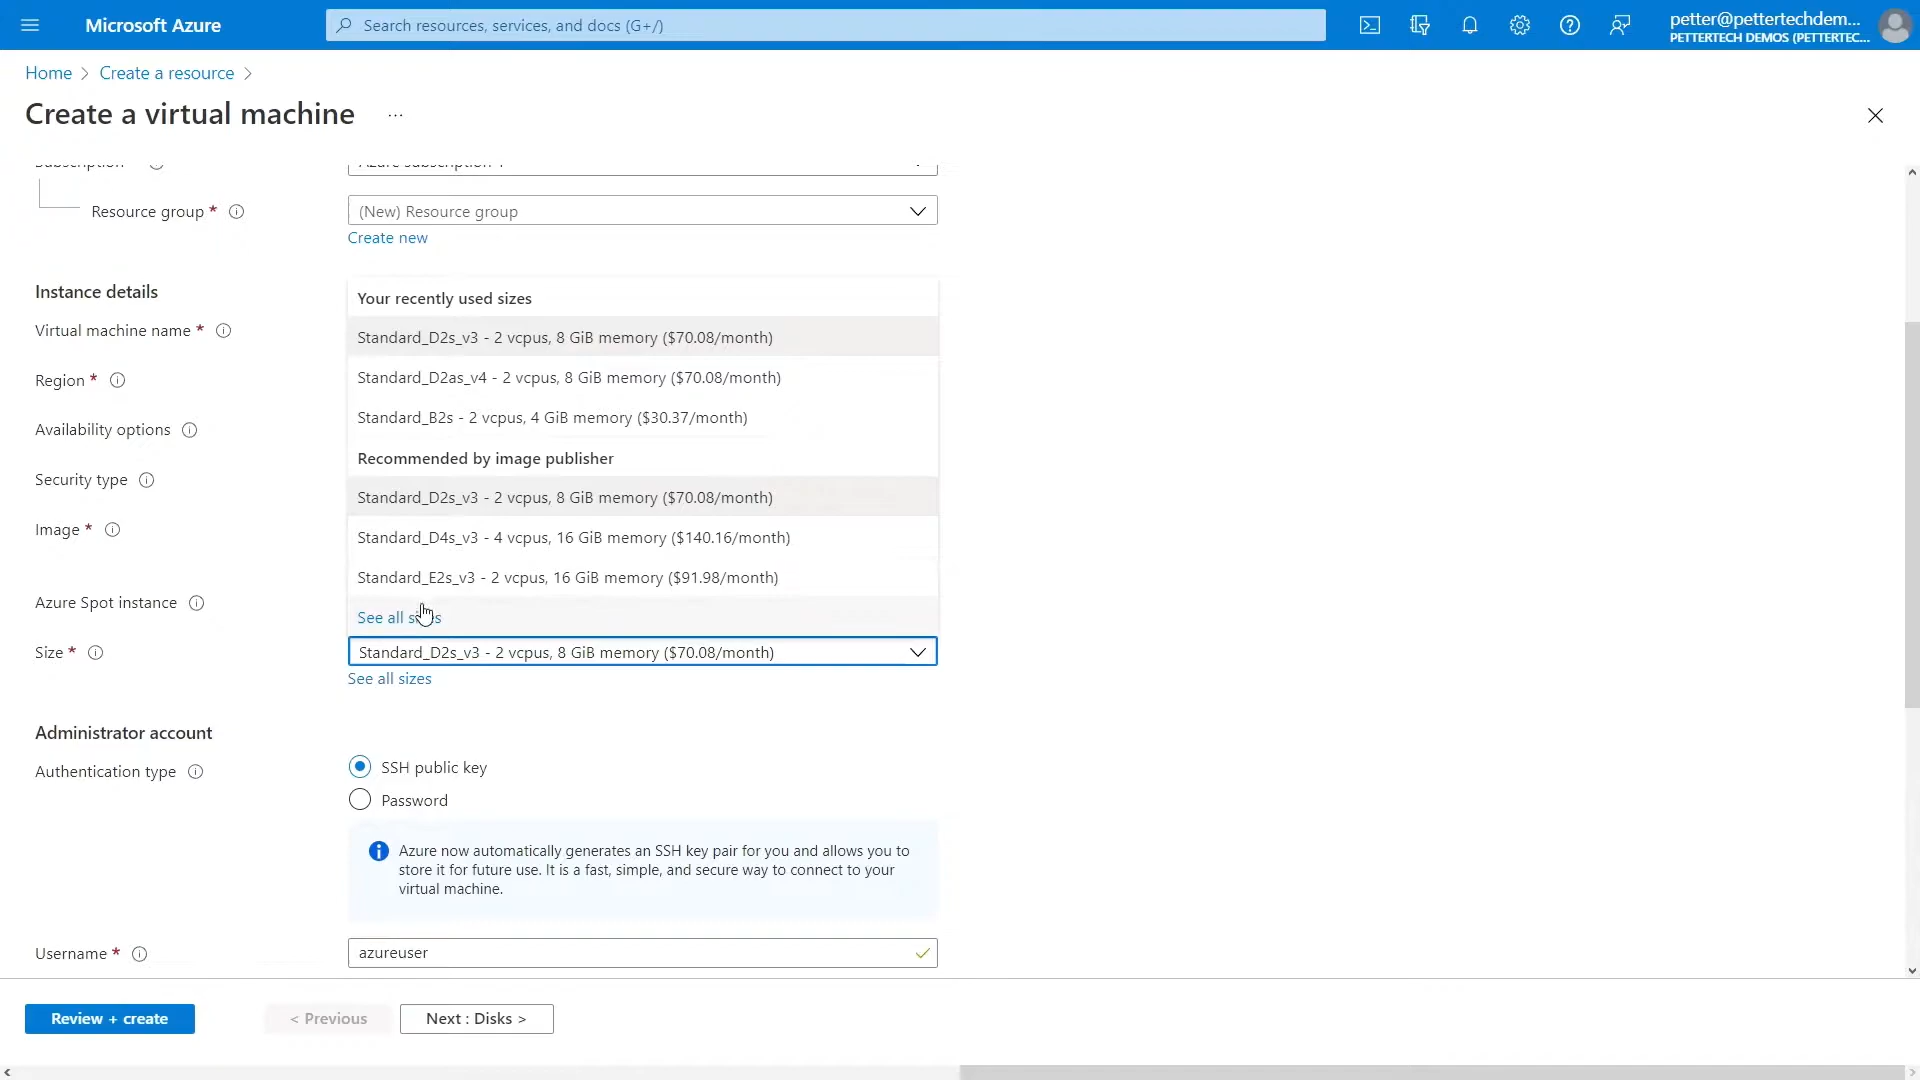 Microsoft Azure
Search resources, services, and docs (G+/)
petter@pettertechdem...
PETTERTECH DEMOS (PETTERTEC...
Home > Create a resource >
Create a virtual machine ...
Subscription
Azure subscription 1
Resource group *
(New) Resource group
Create new
Instance details
Your recently used sizes
Virtual machine name *
Standard_D2s_v3 - 2 vcpus, 8 GiB memory ($70.08/month)
Region *
Standard_D2as_v4 - 2 vcpus, 8 GiB memory ($70.08/month)
Availability options
Standard_B2s - 2 vcpus, 4 GiB memory ($30.37/month)
Recommended by image publisher
Security type
Standard_D2s_v3 - 2 vcpus, 8 GiB memory ($70.08/month)
Image *
Standard_D4s_v3 - 4 vcpus, 16 GiB memory ($140.16/month)
Standard_E2s_v3 - 2 vcpus, 16 GiB memory ($91.98/month)
Azure Spot instance
See all sizes
Size *
Standard_D2s_v3 - 2 vcpus, 8 GiB memory ($70.08/month)
See all sizes
Administrator account
Authentication type
SSH public key
Password
Azure now automatically generates an SSH key pair for you and allows you to
store it for future use. It is a fast, simple, and secure way to connect to your
virtual machine.
Username *
azureuser
Review + create
< Previous
Next : Disks >